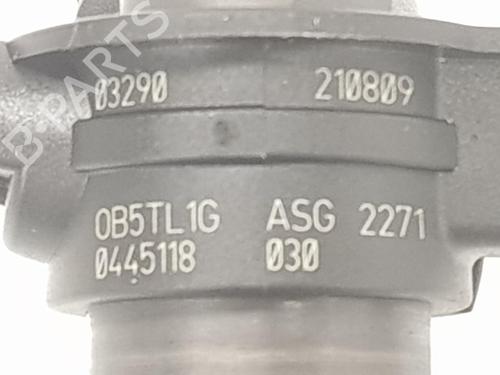 B PARTS
03290 210809
0B5TL1G ASG 2271
0445118 030